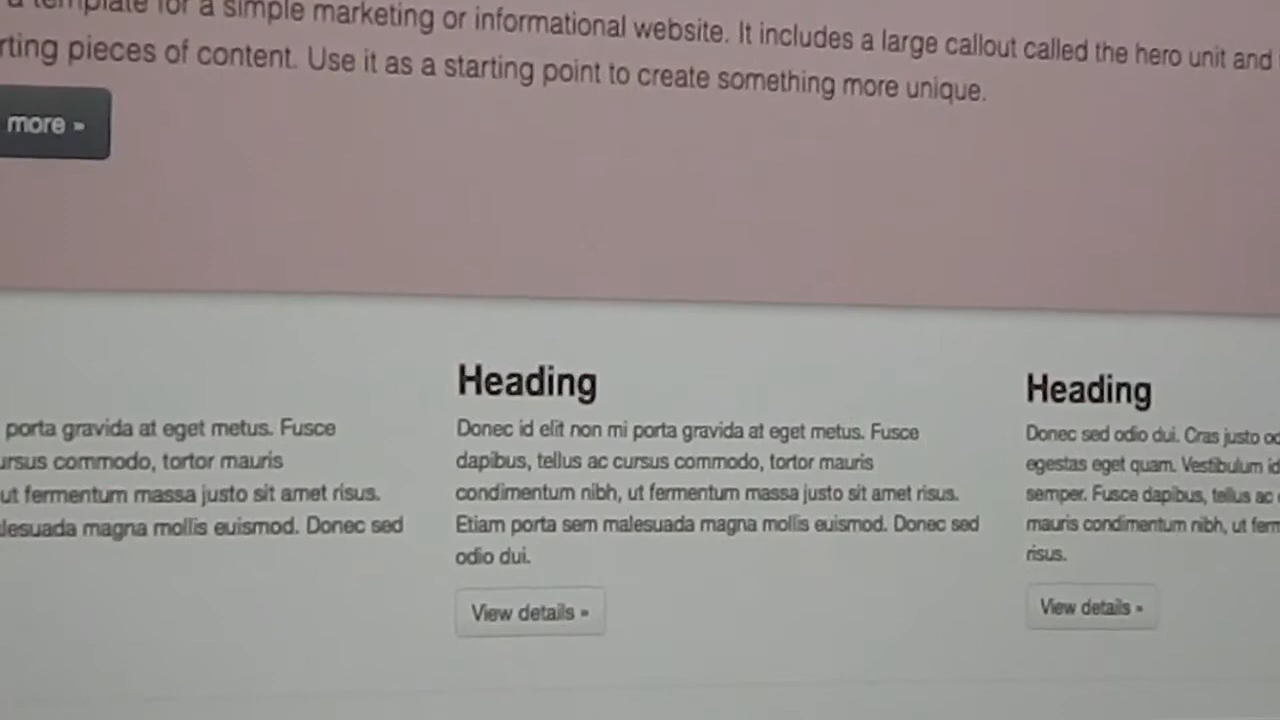 a template for a simple marketing or informational website. It includes a large callout called the hero unit and
rting pieces of content. Use it as a starting point to create something more unique.
more »
Heading
Heading
porta gravida at eget metus. Fusce
ursus commodo, tortor mauris
ut fermentum massa justo sit amet risus.
lesuada magna mollis euismod. Donec sed
Donec id elit non mi porta gravida at eget metus. Fusce
dapibus, tellus ac cursus commodo, tortor mauris
condimentum nibh, ut fermentum massa justo sit amet risus.
Etiam porta sem malesuada magna mollis euismod. Donec sed
odio dui.
View details »
Donec sed odio dui. Cras justo
egestas eget quam. Vestibulum id
semper. Fusce dapibus, tellus ac
mauris condimentum nibh, ut ferm
risus.
View details »